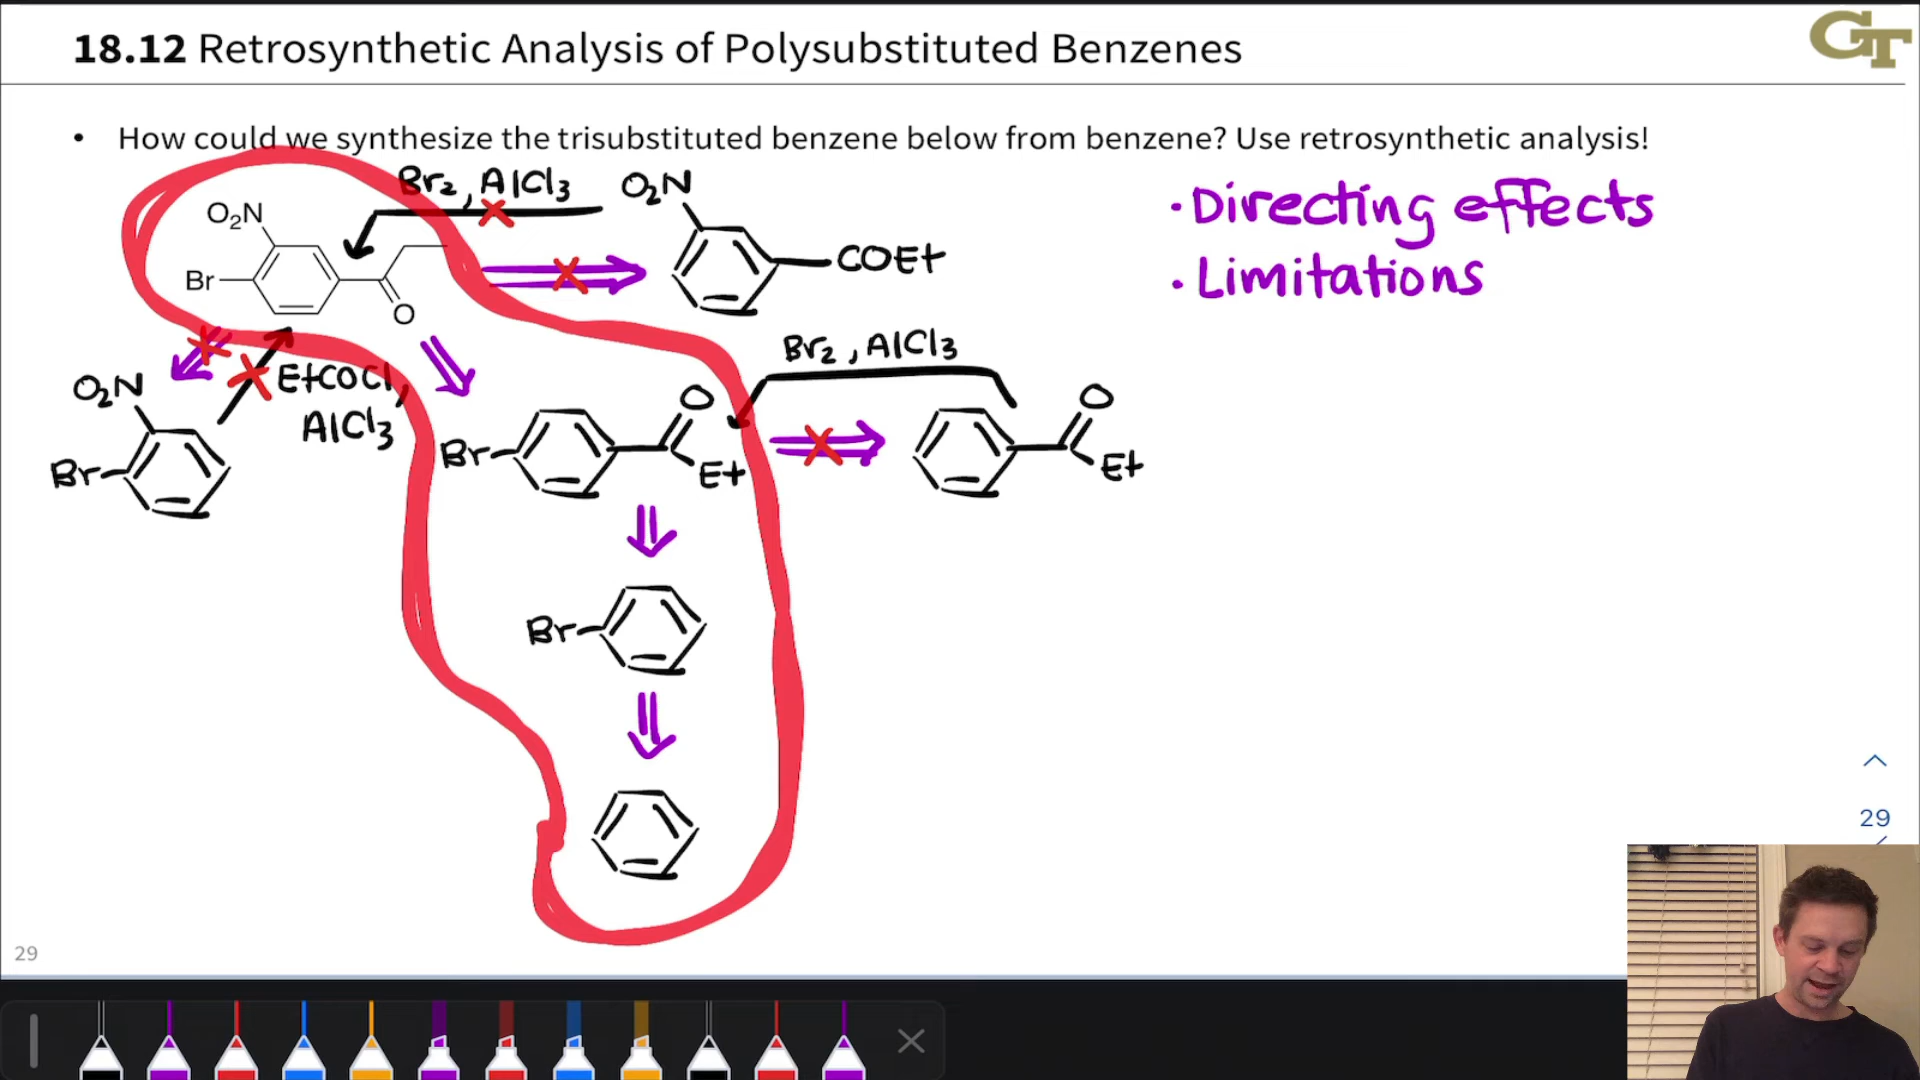 18.12 Retrosynthetic Analysis of Polysubstituted Benzenes
GT
• How could we synthesize the trisubstituted benzene below from benzene? Use retrosynthetic analysis!
Br₂, AlCl₃
O₂N
• Directing effects
O₂N
Br
O
COEt
• Limitations
Br₂, AlCl₃
O₂N
EtCOCl,
AlCl₃
Br
Br
O
Et
O
Et
Br
29
29